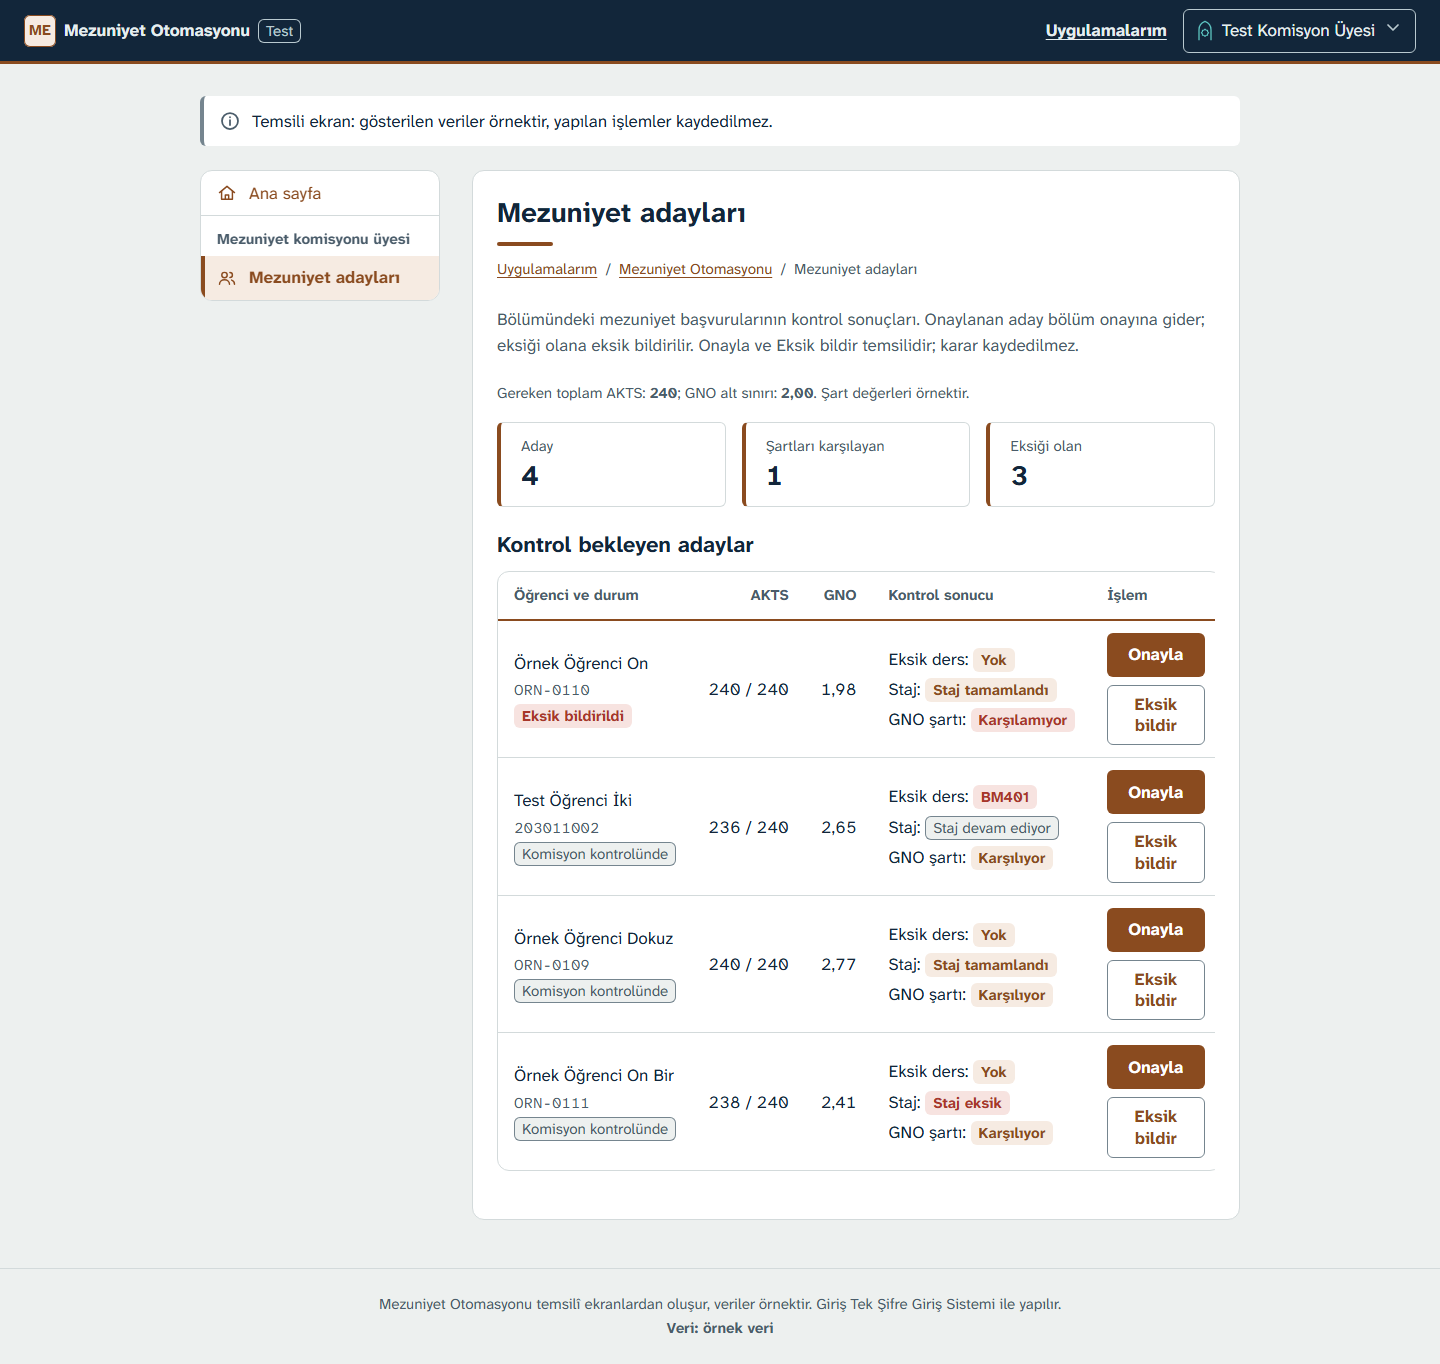 ME Mezuniyet Otomasyonu Test
Uygulamalarım
Test Komisyon Üyesi
Temsili ekran: gösterilen veriler örnektir, yapılan işlemler kaydedilmez.
Ana sayfa
Mezuniyet komisyonu üyesi
Mezuniyet adayları
Mezuniyet adayları
Uygulamalarım / Mezuniyet Otomasyonu / Mezuniyet adayları
Bölümündeki mezuniyet başvurularının kontrol sonuçları. Onaylanan aday bölüm onayına gider;
eksiği olana eksik bildirilir. Onayla ve Eksik bildir temsilidir; karar kaydedilmez.
Gereken toplam AKTS: 240; GNO alt sınırı: 2,00. Şart değerleri örnektir.
Aday
4
Şartları karşılayan
1
Eksiği olan
3
Kontrol bekleyen adaylar
Öğrenci ve durum AKTS GNO Kontrol sonucu İşlem
Örnek Öğrenci On
ORN-0110
Eksik bildirildi
240 / 240
1,98
Eksik ders: Yok
Staj: Staj tamamlandı
GNO şartı: Karşılamıyor
Onayla
Eksik
bildir
Test Öğrenci İki
203011002
Komisyon kontrolünde
236 / 240
2,65
Eksik ders: BM401
Staj: Staj devam ediyor
GNO şartı: Karşılıyor
Onayla
Eksik
bildir
Örnek Öğrenci Dokuz
ORN-0109
Komisyon kontrolünde
240 / 240
2,77
Eksik ders: Yok
Staj: Staj tamamlandı
GNO şartı: Karşılıyor
Onayla
Eksik
bildir
Örnek Öğrenci On Bir
ORN-0111
Komisyon kontrolünde
238 / 240
2,41
Eksik ders: Yok
Staj: Staj eksik
GNO şartı: Karşılıyor
Onayla
Eksik
bildir
Mezuniyet Otomasyonu temsilî ekranlardan oluşur, veriler örnektir. Giriş Tek Şifre Giriş Sistemi ile yapılır.
Veri: örnek veri